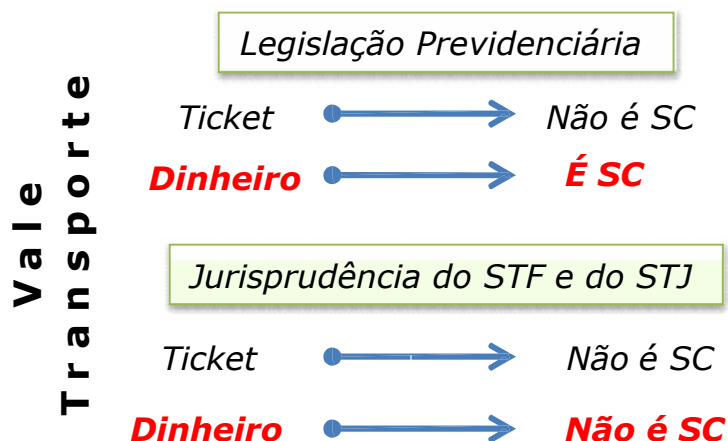 Vale
Transporte
Legislação Previdenciária
Ticket Não é SC
Dinheiro É SC
Jurisprudência do STF e do STJ
Ticket Não é SC
Dinheiro Não é SC